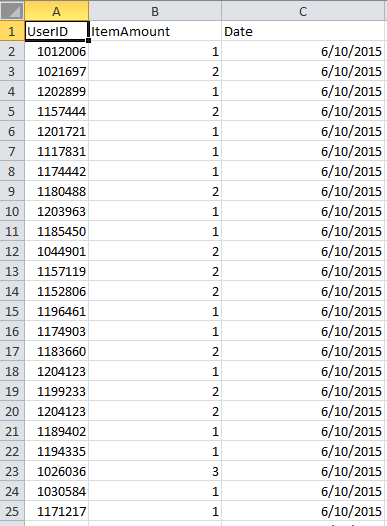 A B C
1 UserID ItemAmount Date
2 1012006 1 6/10/2015
3 1021697 2 6/10/2015
4 1202899 1 6/10/2015
5 1157444 2 6/10/2015
6 1201721 1 6/10/2015
7 1117831 1 6/10/2015
8 1174442 1 6/10/2015
9 1180488 2 6/10/2015
10 1203963 1 6/10/2015
11 1185450 1 6/10/2015
12 1044901 2 6/10/2015
13 1157119 2 6/10/2015
14 1152806 2 6/10/2015
15 1196461 1 6/10/2015
16 1174903 1 6/10/2015
17 1183660 2 6/10/2015
18 1204123 1 6/10/2015
19 1199233 2 6/10/2015
20 1204123 2 6/10/2015
21 1189402 1 6/10/2015
22 1194335 1 6/10/2015
23 1026036 3 6/10/2015
24 1030584 1 6/10/2015
25 1171217 1 6/10/2015